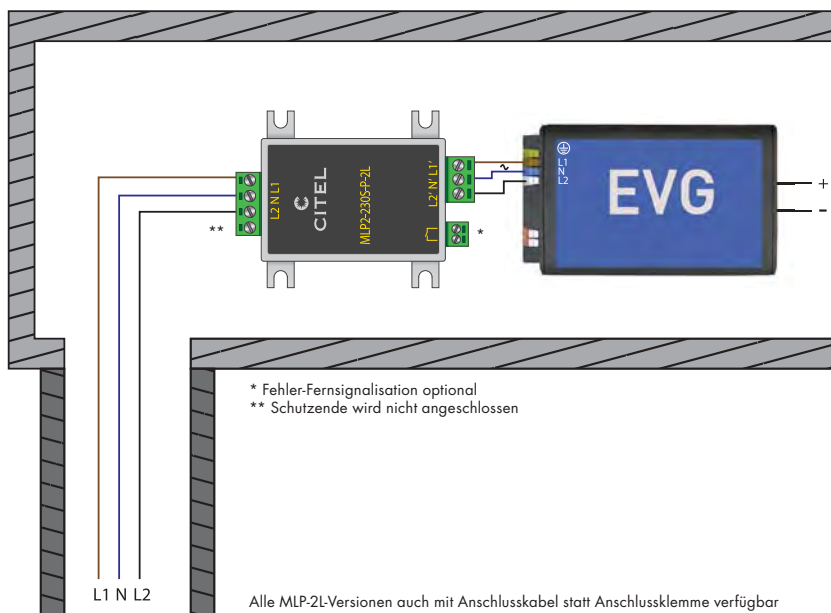 L2 N L1
CITEL
MLP2-230S-P-2L
L2' N' L1'
**
*
L1
N
L2
EVG
+
-
* Fehler-Fernsignalisation optional
** Schutzende wird nicht angeschlossen
L1 N L2
Alle MLP-2L-Versionen auch mit Anschlusskabel statt Anschlussklemme verfügbar